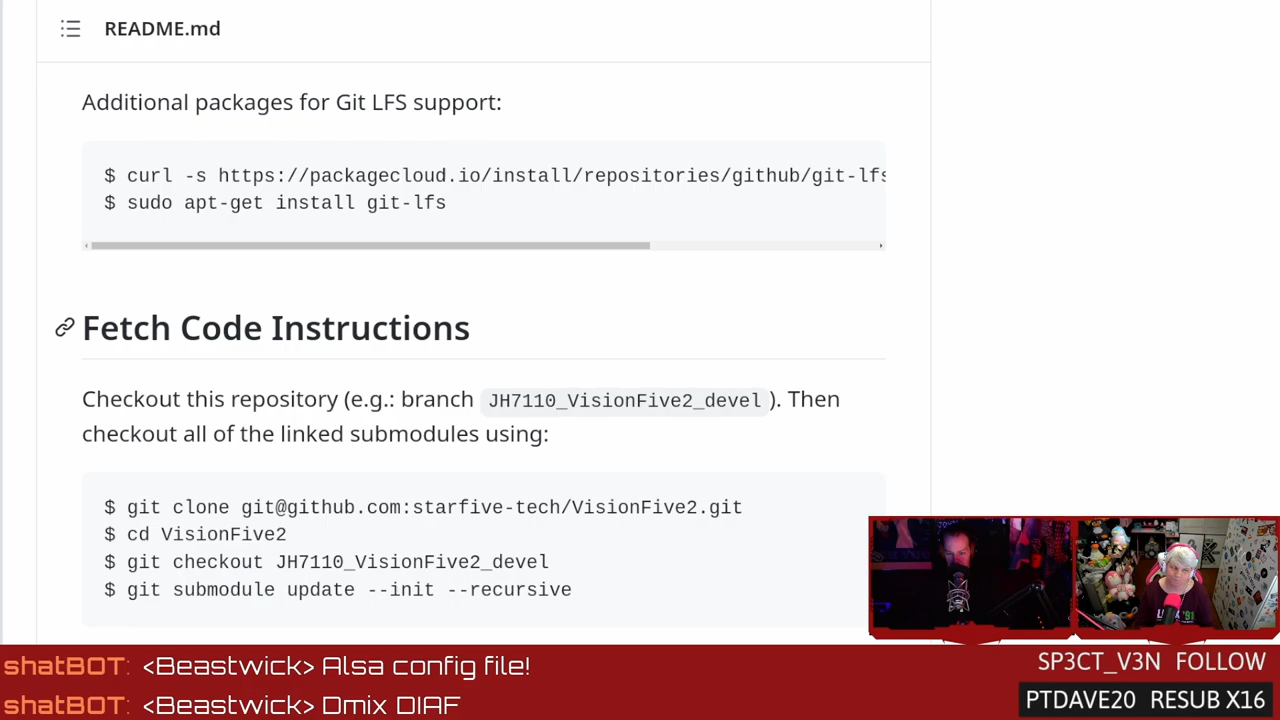 README.md
Additional packages for Git LFS support:
$ curl -s https://packagecloud.io/install/repositories/github/git-lfs
$ sudo apt-get install git-lfs
Fetch Code Instructions
Checkout this repository (e.g.: branch JH7110_VisionFive2_devel). Then
checkout all of the linked submodules using:
$ git clone git@github.com:starfive-tech/VisionFive2.git
$ cd VisionFive2
$ git checkout JH7110_VisionFive2_devel
$ git submodule update --init --recursive
shatBOT: <Beastwick> Alsa config file!
shatBOT: <Beastwick> Dmix DIAF
SP3CT_V3N FOLLOW
PTDAVE20 RESUB X16